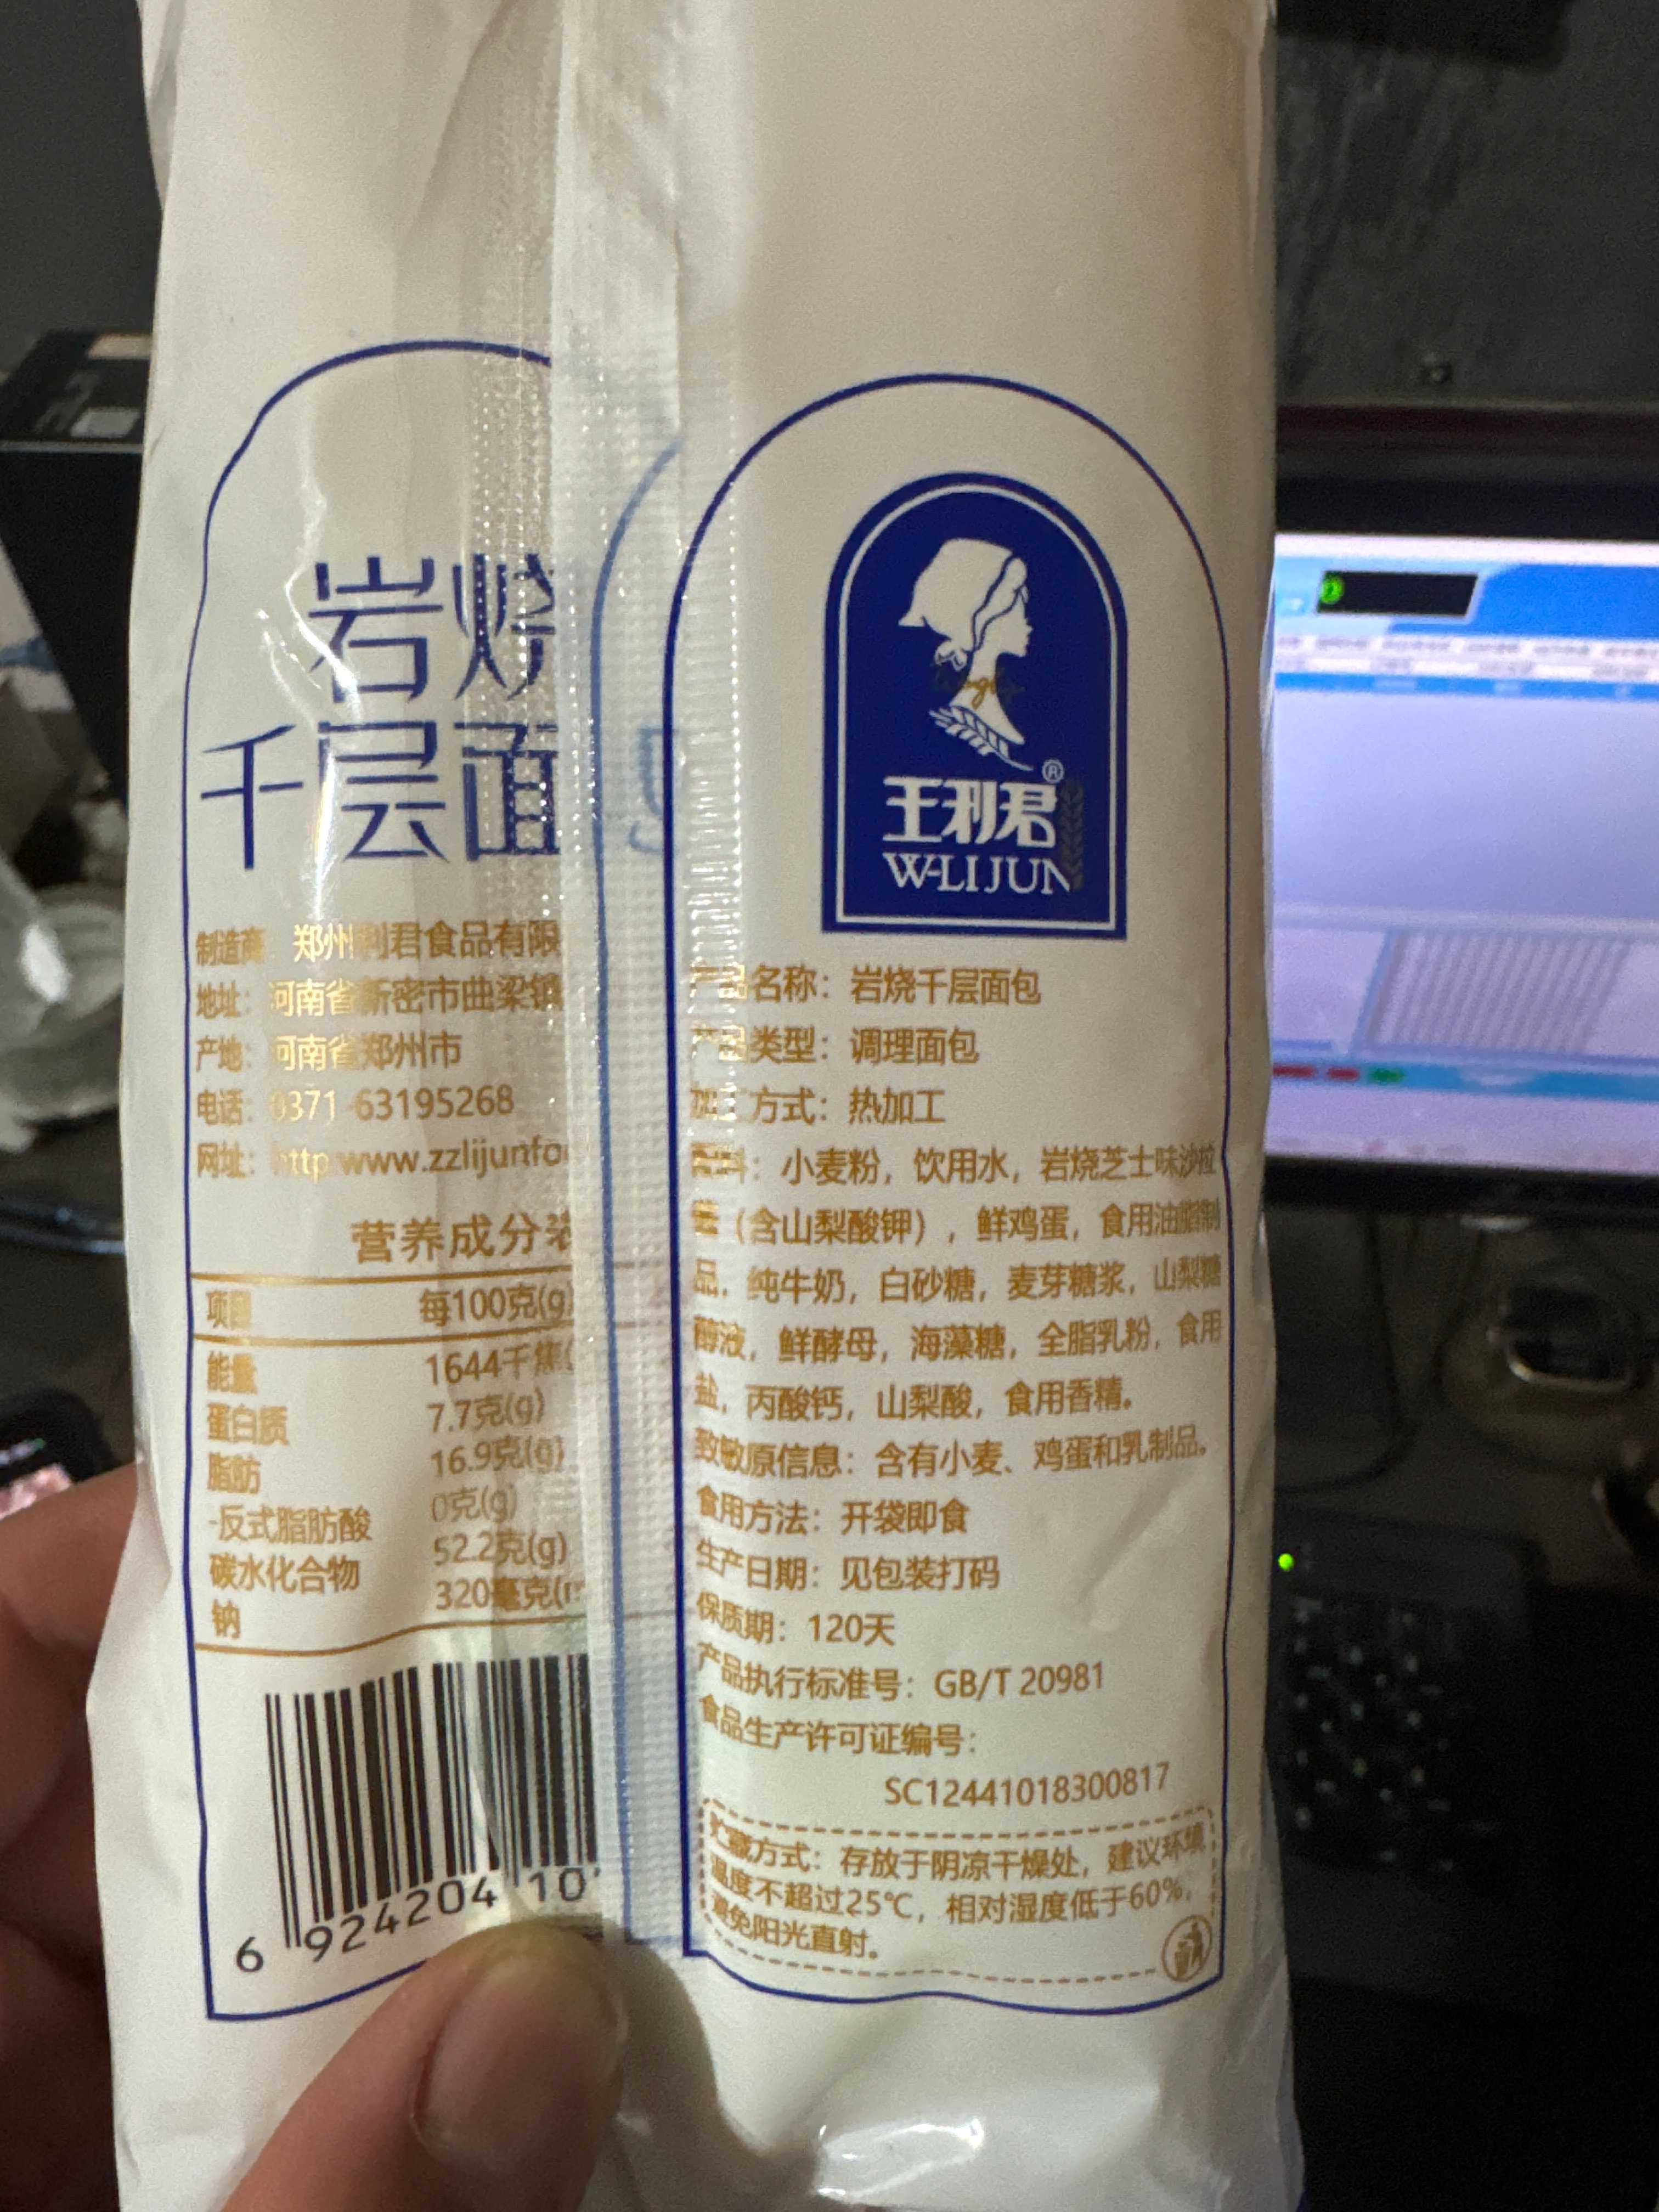 岩烧
千层面
制造商：郑州利君食品有限
地址：河南省新密市曲梁镇
产地：河南省郑州市
电话：0371-63195268
网址：http www.zzlijunfo
营养成分表
项目 每100克(g)
能量 1644千焦(
蛋白质 7.7克(g)
脂肪 16.9克(g)
-反式脂肪酸 0克(g)
碳水化合物 52.2克(g)
钠 320毫克(
6 924204 10
®
王利君
W-LIJUN
产品名称：岩烧千层面包
产品类型：调理面包
加工方式：热加工
配料：小麦粉，饮用水，岩烧芝士味沙拉
酱（含山梨酸钾），鲜鸡蛋，食用油脂制
品，纯牛奶，白砂糖，麦芽糖浆，山梨糖
醇液，鲜酵母，海藻糖，全脂乳粉，食用
盐，丙酸钙，山梨酸，食用香精。
致敏原信息：含有小麦、鸡蛋和乳制品。
食用方法：开袋即食
生产日期：见包装打码
保质期：120天
产品执行标准号：GB/T 20981
食品生产许可证编号：
SC12441018300817
贮藏方式：存放于阴凉干燥处，建议环境
温度不超过25℃，相对湿度低于60%，
避免阳光直射。